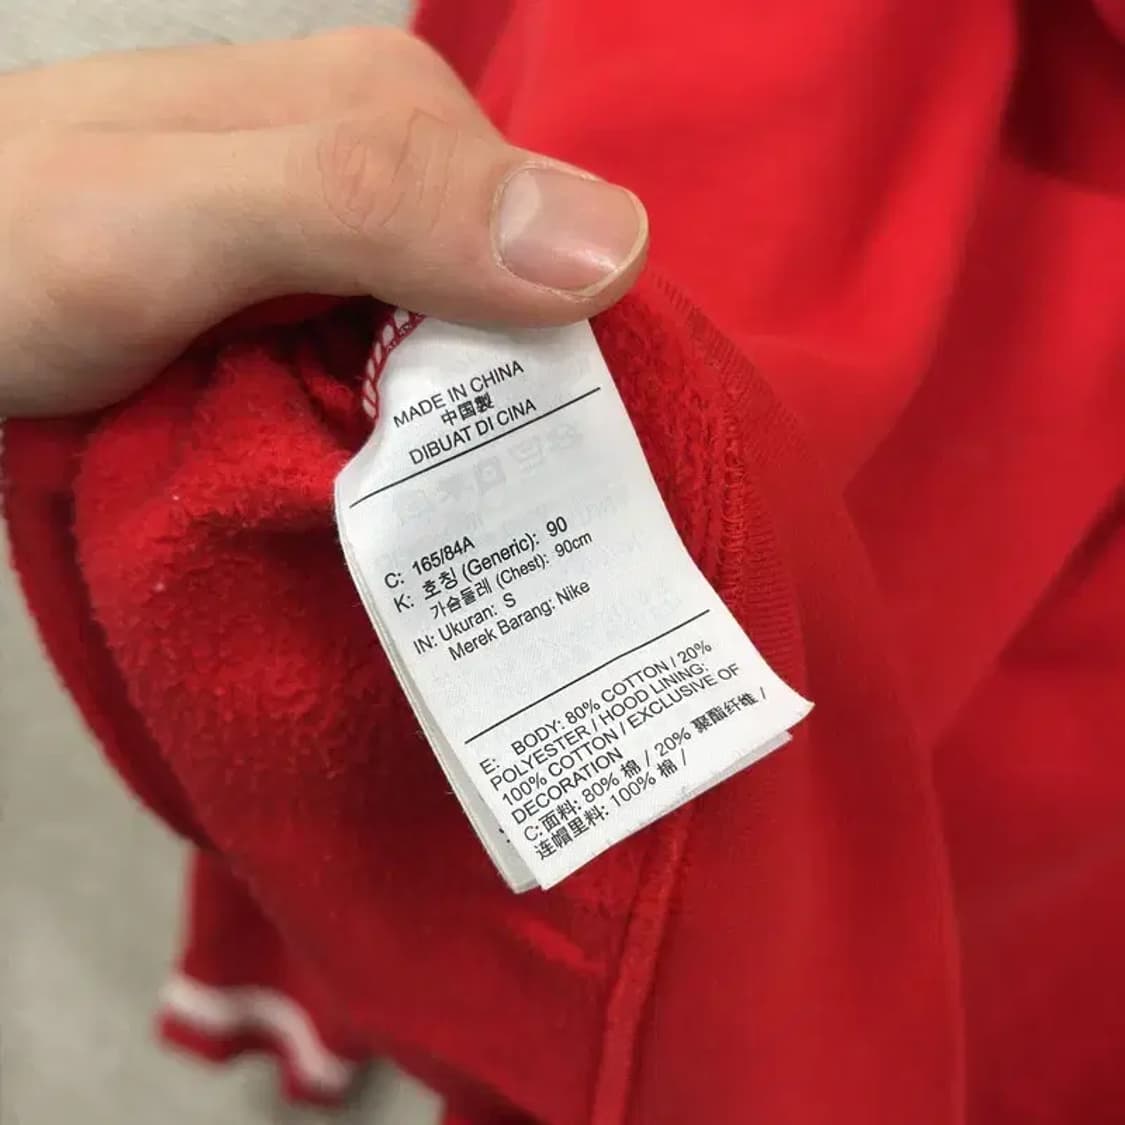 MADE IN CHINA
中国製
DIBUAT DI CINA
C: 165/84A
K: 호칭 (Generic): 90
가슴둘레 (Chest): 90cm
IN: Ukuran: S
Merek Barang: Nike
E: BODY: 80% COTTON / 20%
POLYESTER / HOOD LINING:
100% COTTON / EXCLUSIVE OF
DECORATION
C: 面料: 80% 棉 / 20% 聚酯纤维 /
连帽里料: 100% 棉 /